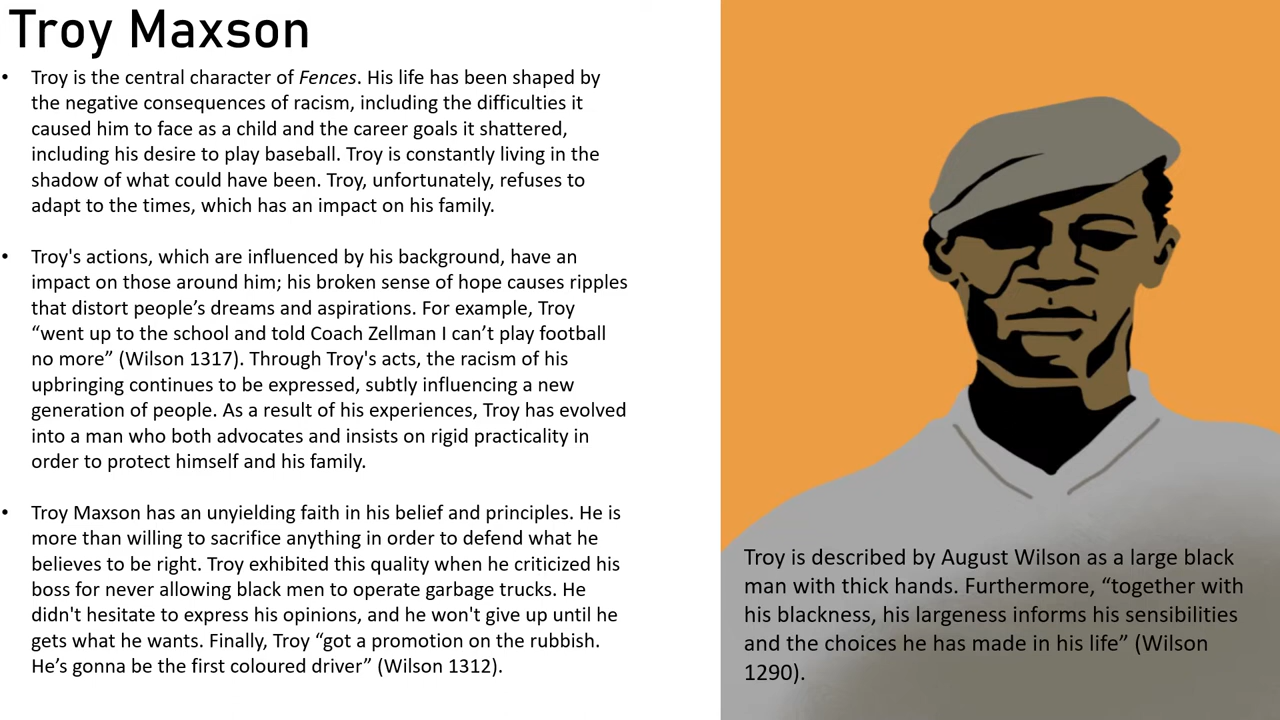 Troy Maxson
• Troy is the central character of Fences. His life has been shaped by
the negative consequences of racism, including the difficulties it
caused him to face as a child and the career goals it shattered,
including his desire to play baseball. Troy is constantly living in the
shadow of what could have been. Troy, unfortunately, refuses to
adapt to the times, which has an impact on his family.
• Troy's actions, which are influenced by his background, have an
impact on those around him; his broken sense of hope causes ripples
that distort people’s dreams and aspirations. For example, Troy
“went up to the school and told Coach Zellman I can’t play football
no more” (Wilson 1317). Through Troy's acts, the racism of his
upbringing continues to be expressed, subtly influencing a new
generation of people. As a result of his experiences, Troy has evolved
into a man who both advocates and insists on rigid practicality in
order to protect himself and his family.
• Troy Maxson has an unyielding faith in his belief and principles. He is
more than willing to sacrifice anything in order to defend what he
believes to be right. Troy exhibited this quality when he criticized his
boss for never allowing black men to operate garbage trucks. He
didn't hesitate to express his opinions, and he won't give up until he
gets what he wants. Finally, Troy “got a promotion on the rubbish.
He’s gonna be the first coloured driver” (Wilson 1312).
Troy is described by August Wilson as a large black
man with thick hands. Furthermore, “together with
his blackness, his largeness informs his sensibilities
and the choices he has made in his life” (Wilson
1290).